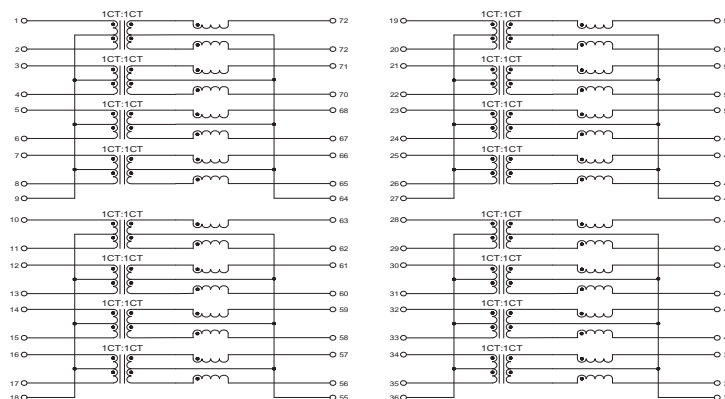 1CT:1CT 1CT:1CT
1 72 19
2 72 20
3 71 21
1CT:1CT 1CT:1CT
4 70 22
1CT:1CT 1CT:1CT
5 68 23
6 67 24
1CT:1CT 1CT:1CT
7 66 25
8 65 26
9 64 27
1CT:1CT 1CT:1CT
10 63 28
11 62 29
1CT:1CT 1CT:1CT
12 61 30
13 60 31
1CT:1CT 1CT:1CT
14 59 32
15 58 33
1CT:1CT 1CT:1CT
16 57 34
17 56 35
18 55 36